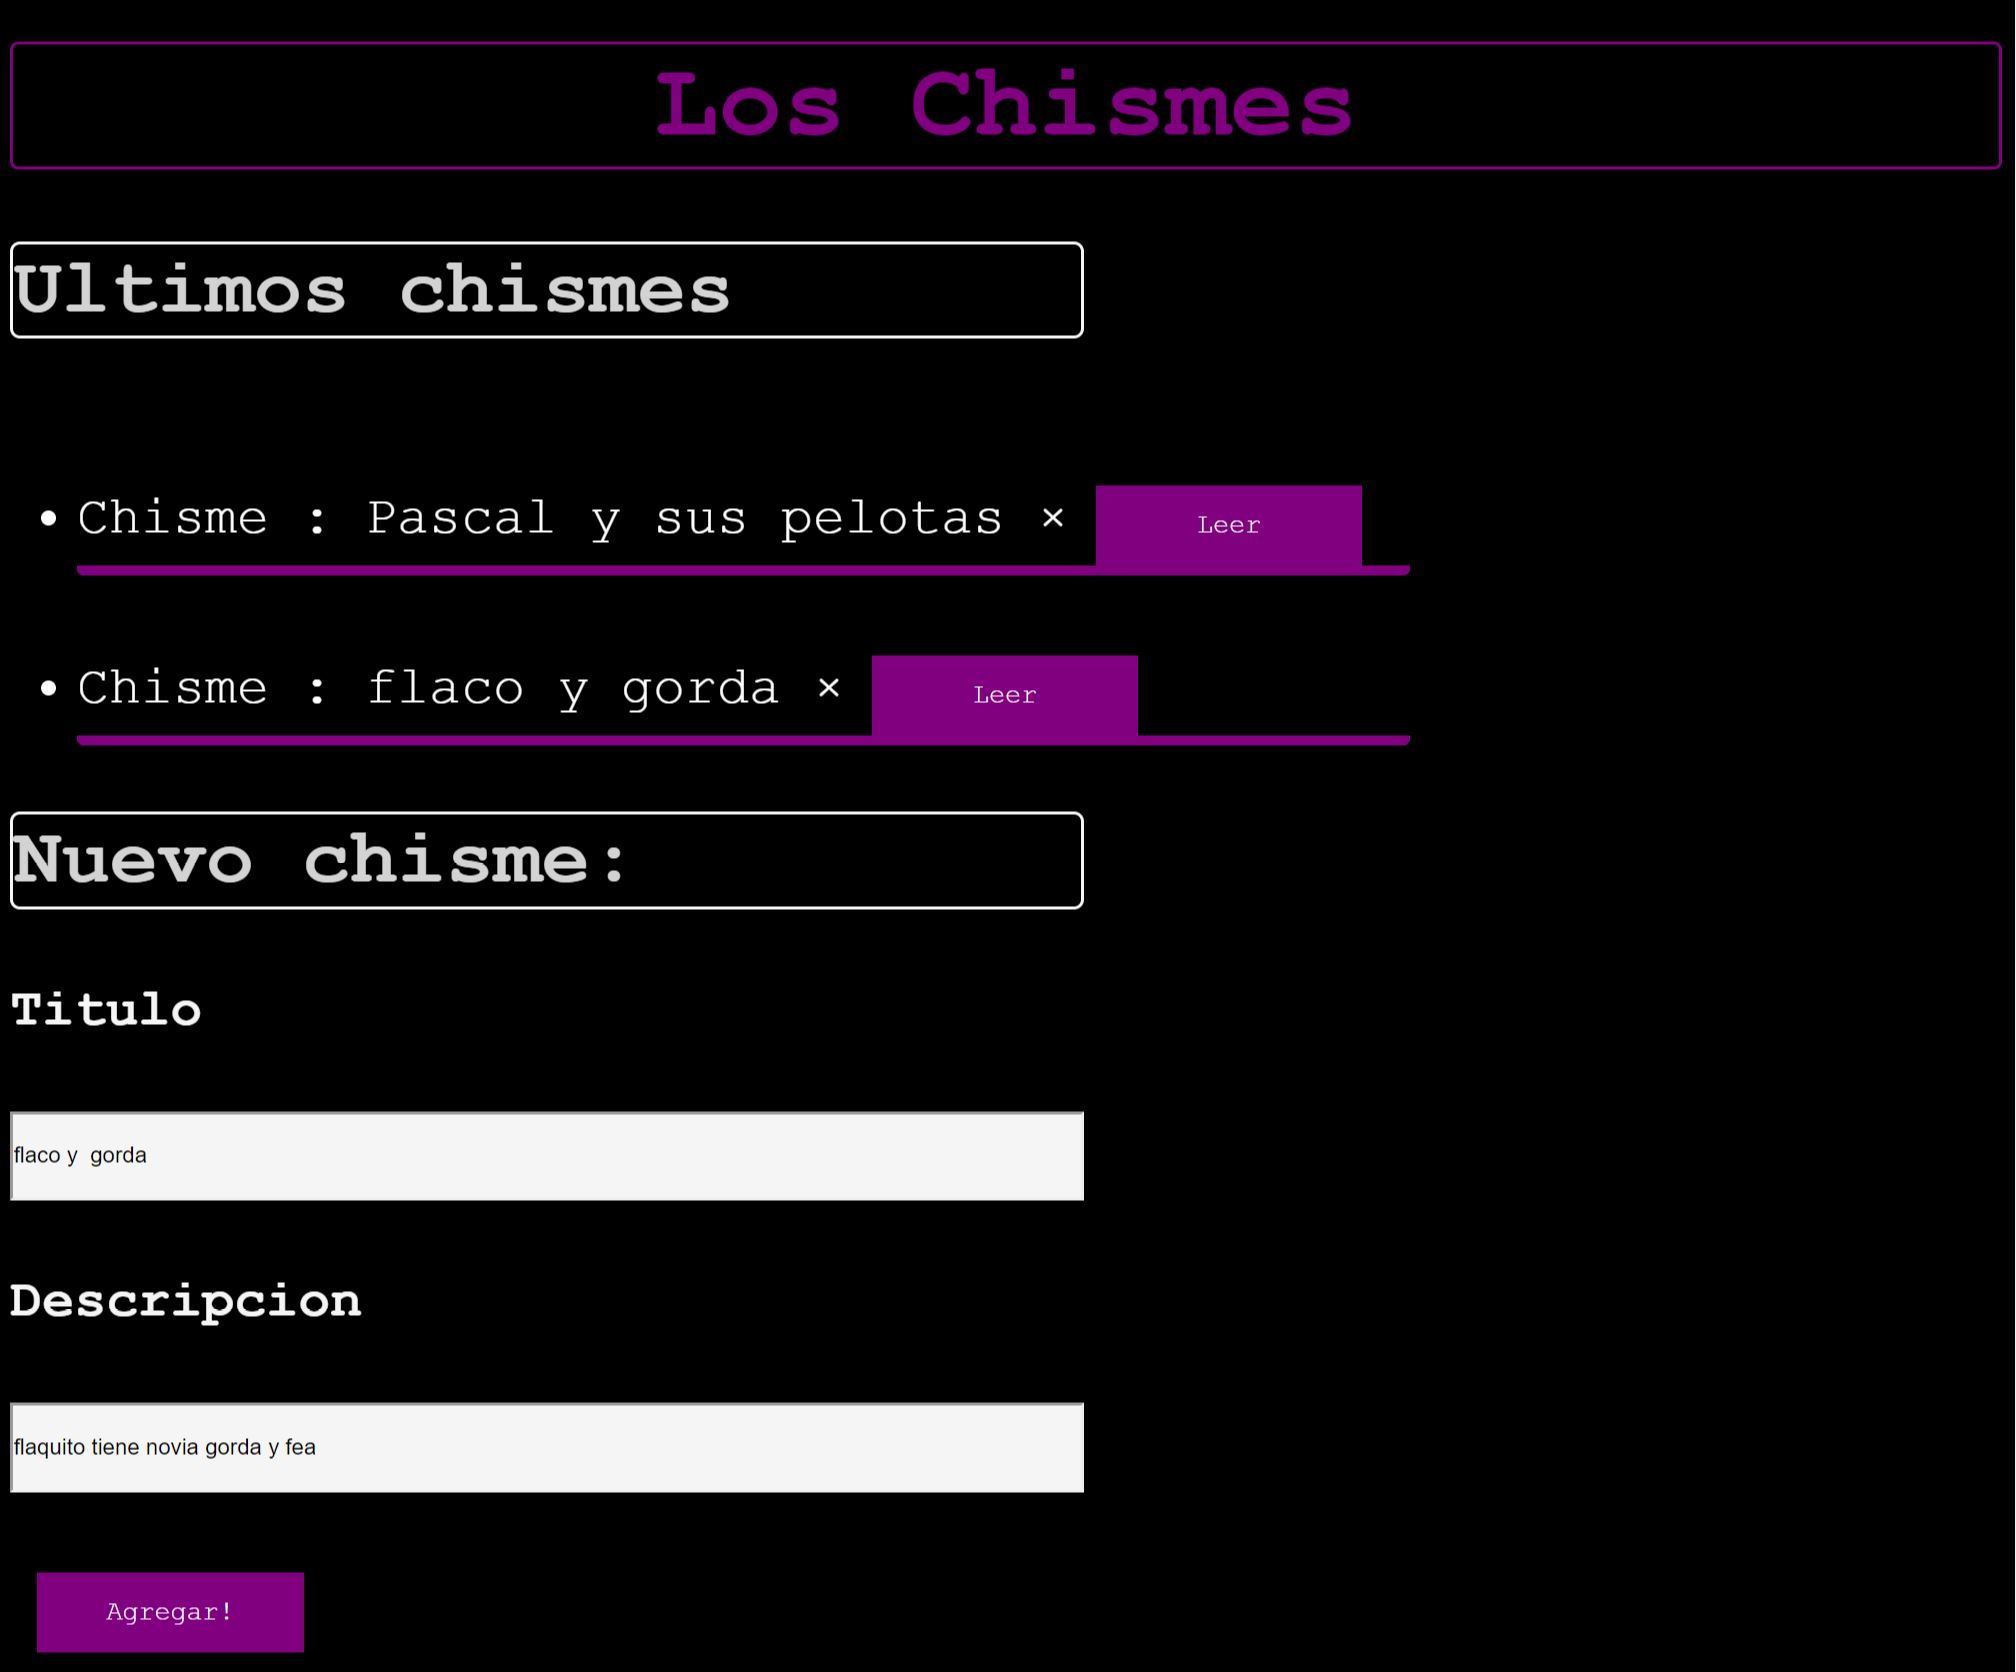 Los Chismes
Ultimos chismes
Chisme : Pascal y sus pelotas × Leer
Chisme : flaco y gorda × Leer
Nuevo chisme:
Titulo
flaco y  gorda
Descripcion
flaquito tiene novia gorda y fea
Agregar!